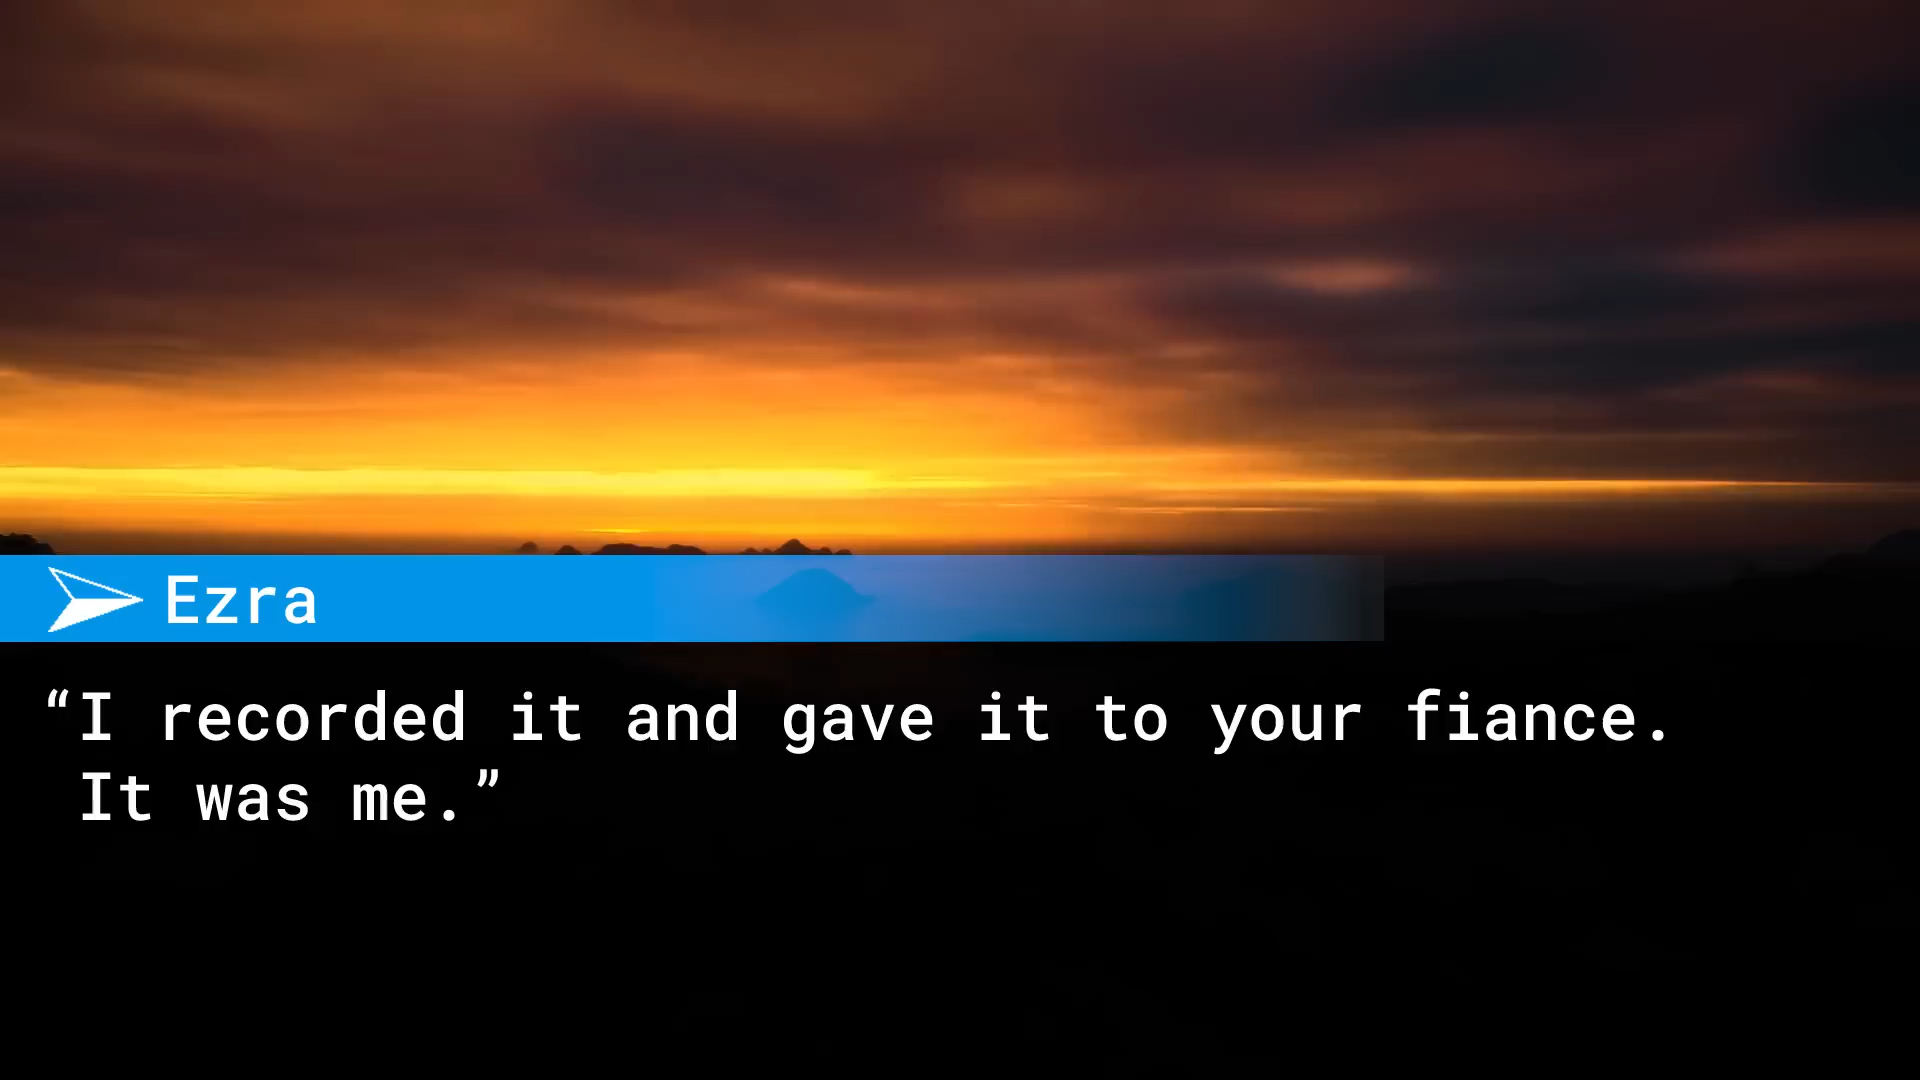 Ezra
“I recorded it and gave it to your fiance.
It was me.”